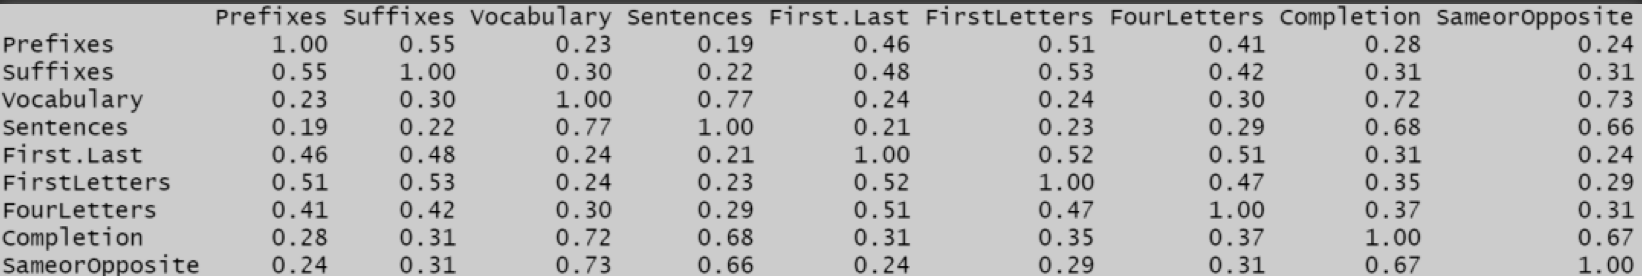 Prefixes Suffixes Vocabulary Sentences First.Last FirstLetters FourLetters Completion SameorOpposite
Prefixes 1.00 0.55 0.23 0.19 0.46 0.51 0.41 0.28 0.24
Suffixes 0.55 1.00 0.30 0.22 0.48 0.53 0.42 0.31 0.31
Vocabulary 0.23 0.30 1.00 0.77 0.24 0.24 0.30 0.72 0.73
Sentences 0.19 0.22 0.77 1.00 0.21 0.23 0.29 0.68 0.66
First.Last 0.46 0.48 0.24 0.21 1.00 0.52 0.51 0.31 0.24
FirstLetters 0.51 0.53 0.24 0.23 0.52 1.00 0.47 0.35 0.29
FourLetters 0.41 0.42 0.30 0.29 0.51 0.47 1.00 0.37 0.31
Completion 0.28 0.31 0.72 0.68 0.31 0.35 0.37 1.00 0.67
SameorOpposite 0.24 0.31 0.73 0.66 0.24 0.29 0.31 0.67 1.00